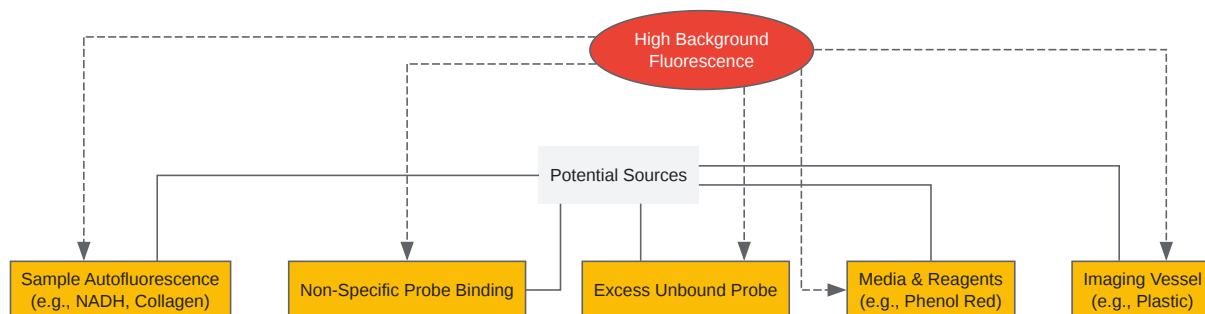 High Background
Fluorescence
Potential Sources
Sample Autofluorescence
(e.g., NADH, Collagen)
Non-Specific Probe Binding
Excess Unbound Probe
Media & Reagents
(e.g., Phenol Red)
Imaging Vessel
(e.g., Plastic)